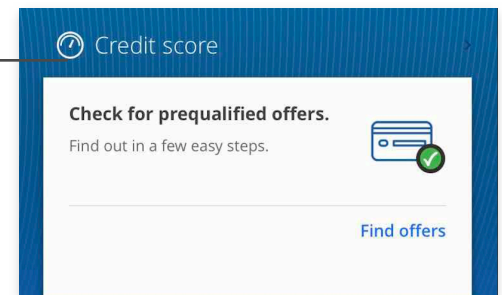 Credit score
Check for prequalified offers.
Find out in a few easy steps.
Find offers